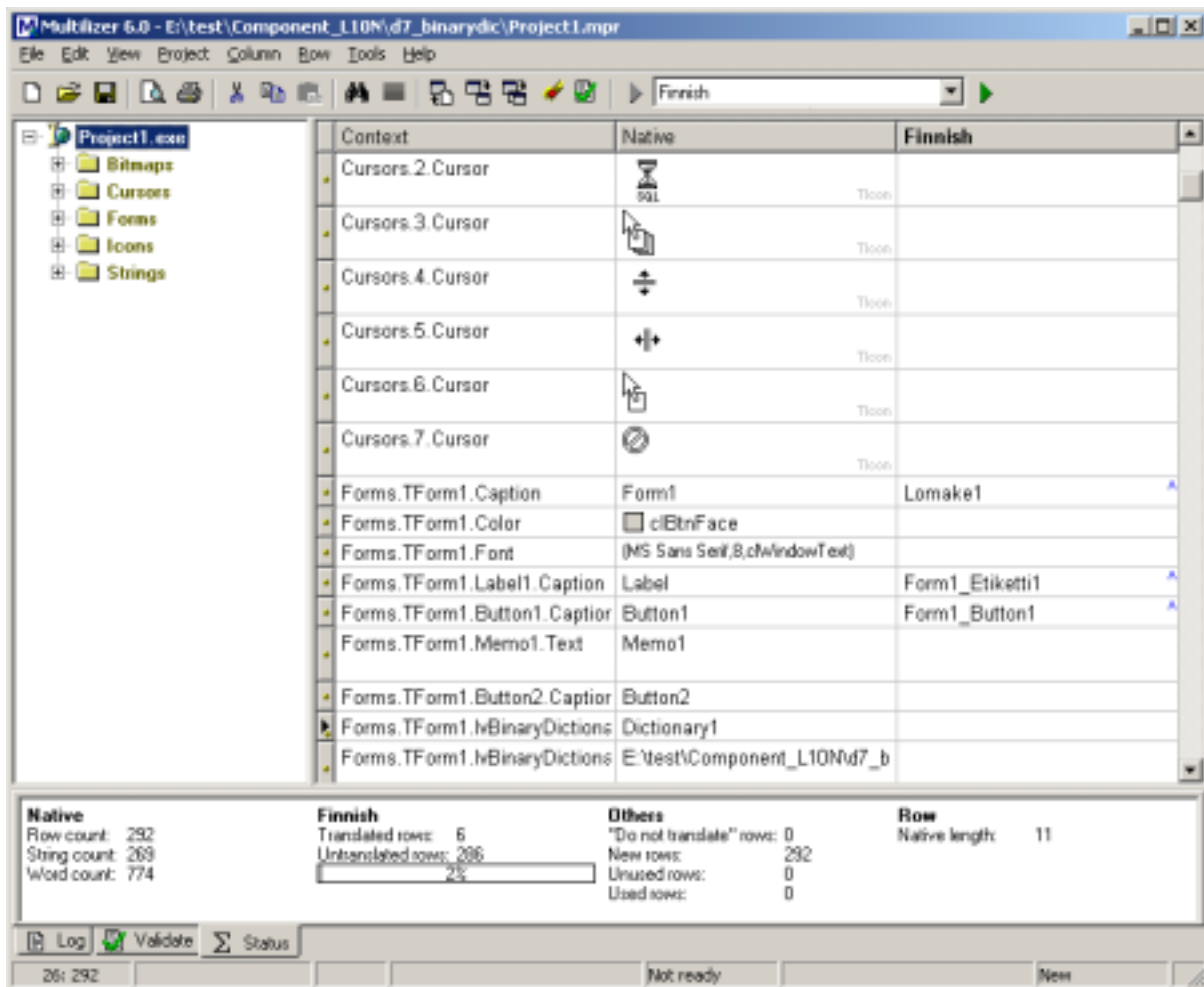 Multilizer 6.0 - E:\test\Component_L10N\d7_binarydic\Project1.mpr
File Edit View Project Column Row Tools Help
Finnish
Project1.exe
Bitmaps
Cursors
Forms
Icons
Strings
Context Native Finnish
Cursors.2.Cursor SQL TIcon
Cursors.3.Cursor TIcon
Cursors.4.Cursor TIcon
Cursors.5.Cursor TIcon
Cursors.6.Cursor TIcon
Cursors.7.Cursor TIcon
Forms.TForm1.Caption Form1 Lomake1
Forms.TForm1.Color clBtnFace
Forms.TForm1.Font (MS Sans Serif,8,clWindowText)
Forms.TForm1.Label1.Caption Label Form1_Etiketti1
Forms.TForm1.Button1.Caption Button1 Form1_Button1
Forms.TForm1.Memo1.Text Memo1
Forms.TForm1.Button2.Caption Button2
Forms.TForm1.IvBinaryDictiona Dictionary1
Forms.TForm1.IvBinaryDictiona E:\test\Component_L10N\d7_b
Native Finnish Others Row
Row count: 292 Translated rows: 6 "Do not translate" rows: 0 Native length: 11
String count: 269 Untranslated rows: 286 New rows: 292
Word count: 774 2% Unused rows: 0
Used rows: 0
Log Validate Status
26: 292 Not ready New